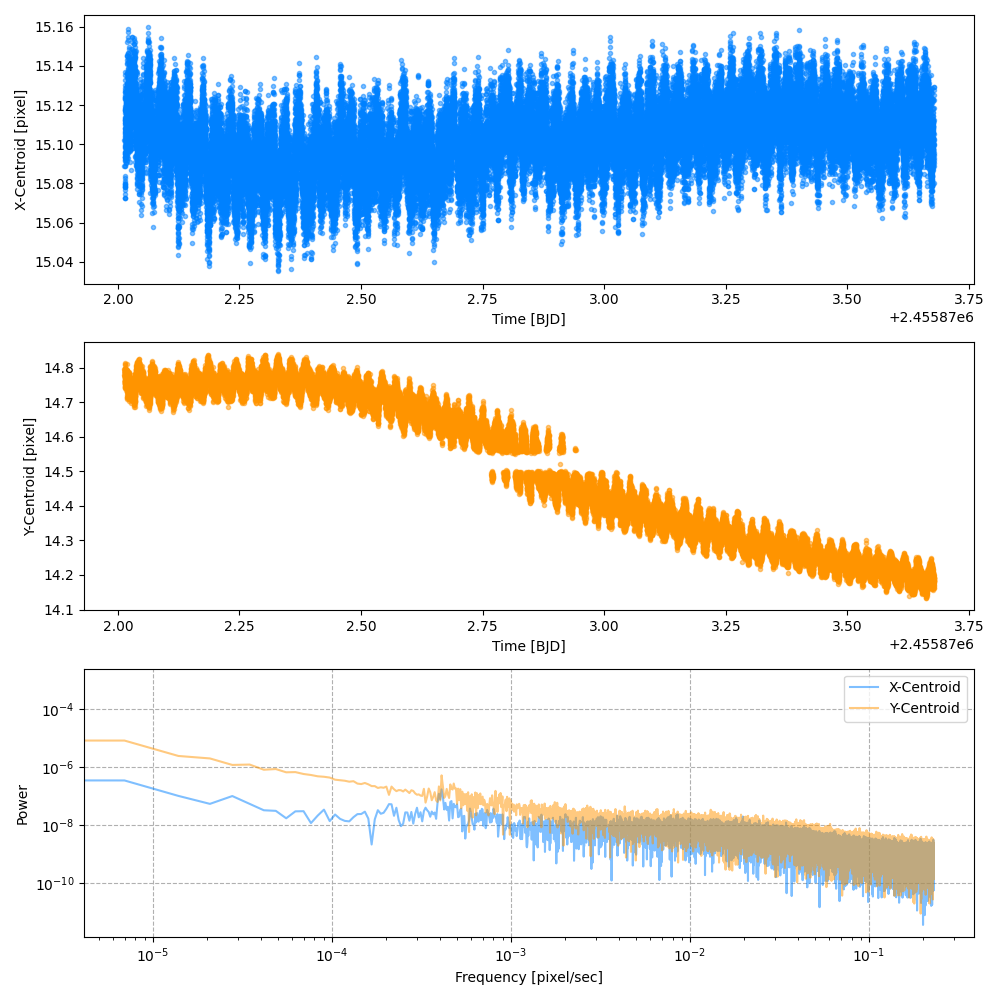 15.16
15.14
15.12
15.10
15.08
15.06
15.04
X-Centroid [pixel]
2.00 2.25 2.50 2.75 3.00 3.25 3.50 3.75
Time [BJD]
+2.45587e6
14.8
14.7
14.6
14.5
14.4
14.3
14.2
14.1
Y-Centroid [pixel]
2.00 2.25 2.50 2.75 3.00 3.25 3.50 3.75
Time [BJD]
+2.45587e6
X-Centroid
Y-Centroid
10⁻⁴
10⁻⁶
10⁻⁸
10⁻¹⁰
Power
10⁻⁵ 10⁻⁴ 10⁻³ 10⁻² 10⁻¹
Frequency [pixel/sec]